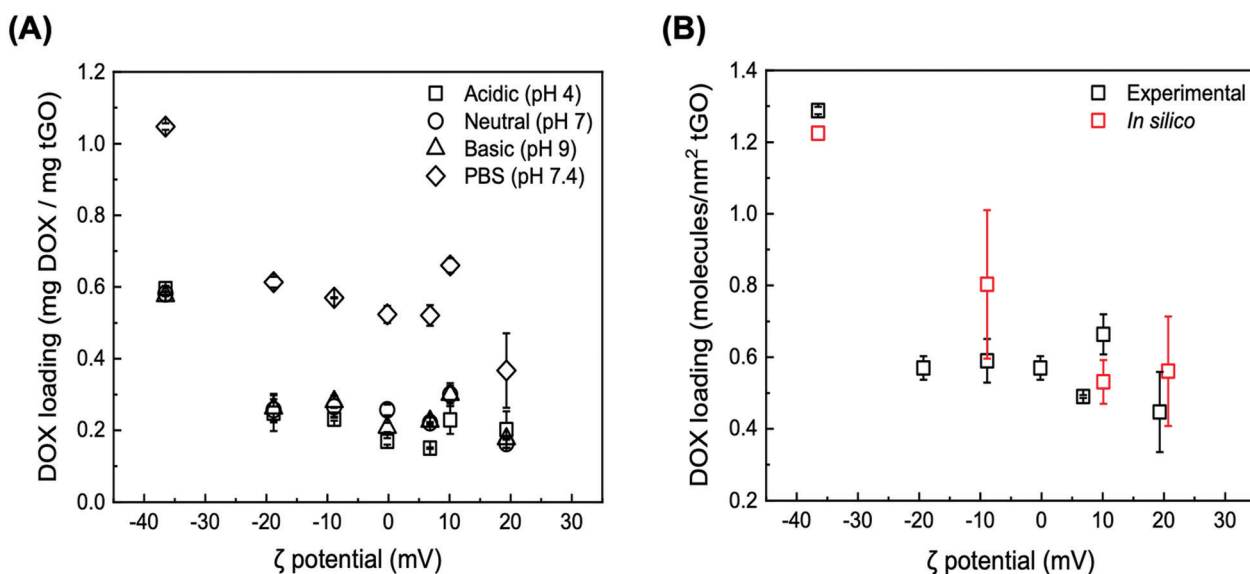 (A)
DOX loading (mg DOX / mg tGO)
1.2
1.0
0.8
0.6
0.4
0.2
0.0
Acidic (pH 4)
Neutral (pH 7)
Basic (pH 9)
PBS (pH 7.4)
-40 -30 -20 -10 0 10 20 30
ζ potential (mV)
(B)
DOX loading (molecules/nm² tGO)
1.4
1.2
1.0
0.8
0.6
0.4
0.2
Experimental
In silico
-40 -30 -20 -10 0 10 20 30
ζ potential (mV)